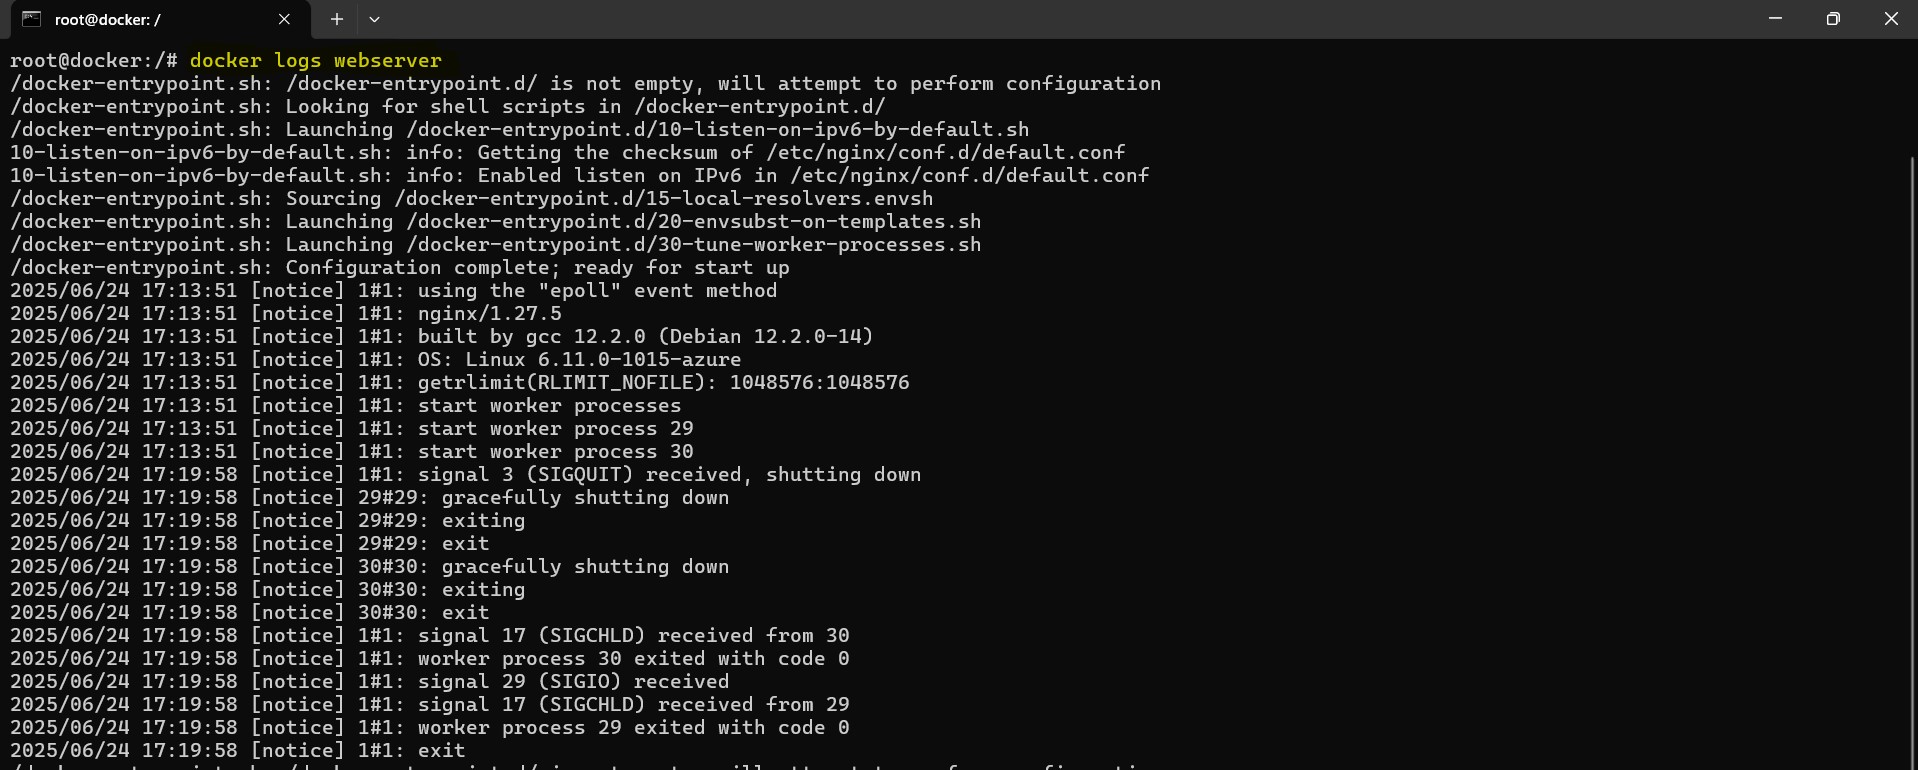 root@docker: /
root@docker:/# docker logs webserver
/docker-entrypoint.sh: /docker-entrypoint.d/ is not empty, will attempt to perform configuration
/docker-entrypoint.sh: Looking for shell scripts in /docker-entrypoint.d/
/docker-entrypoint.sh: Launching /docker-entrypoint.d/10-listen-on-ipv6-by-default.sh
10-listen-on-ipv6-by-default.sh: info: Getting the checksum of /etc/nginx/conf.d/default.conf
10-listen-on-ipv6-by-default.sh: info: Enabled listen on IPv6 in /etc/nginx/conf.d/default.conf
/docker-entrypoint.sh: Sourcing /docker-entrypoint.d/15-local-resolvers.envsh
/docker-entrypoint.sh: Launching /docker-entrypoint.d/20-envsubst-on-templates.sh
/docker-entrypoint.sh: Launching /docker-entrypoint.d/30-tune-worker-processes.sh
/docker-entrypoint.sh: Configuration complete; ready for start up
2025/06/24 17:13:51 [notice] 1#1: using the "epoll" event method
2025/06/24 17:13:51 [notice] 1#1: nginx/1.27.5
2025/06/24 17:13:51 [notice] 1#1: built by gcc 12.2.0 (Debian 12.2.0-14)
2025/06/24 17:13:51 [notice] 1#1: OS: Linux 6.11.0-1015-azure
2025/06/24 17:13:51 [notice] 1#1: getrlimit(RLIMIT_NOFILE): 1048576:1048576
2025/06/24 17:13:51 [notice] 1#1: start worker processes
2025/06/24 17:13:51 [notice] 1#1: start worker process 29
2025/06/24 17:13:51 [notice] 1#1: start worker process 30
2025/06/24 17:19:58 [notice] 1#1: signal 3 (SIGQUIT) received, shutting down
2025/06/24 17:19:58 [notice] 29#29: gracefully shutting down
2025/06/24 17:19:58 [notice] 29#29: exiting
2025/06/24 17:19:58 [notice] 29#29: exit
2025/06/24 17:19:58 [notice] 30#30: gracefully shutting down
2025/06/24 17:19:58 [notice] 30#30: exiting
2025/06/24 17:19:58 [notice] 30#30: exit
2025/06/24 17:19:58 [notice] 1#1: signal 17 (SIGCHLD) received from 30
2025/06/24 17:19:58 [notice] 1#1: worker process 30 exited with code 0
2025/06/24 17:19:58 [notice] 1#1: signal 29 (SIGIO) received
2025/06/24 17:19:58 [notice] 1#1: signal 17 (SIGCHLD) received from 29
2025/06/24 17:19:58 [notice] 1#1: worker process 29 exited with code 0
2025/06/24 17:19:58 [notice] 1#1: exit